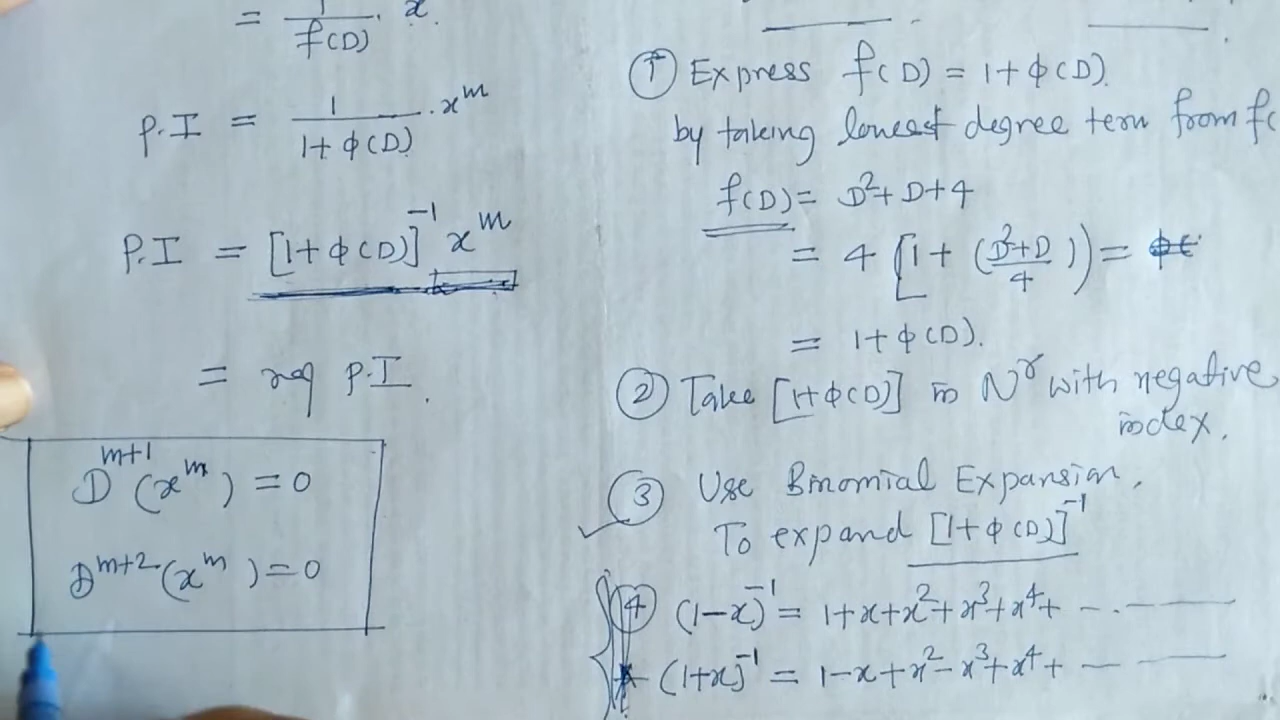 = 1/f(D) · x
P.I = 1/(1+ϕ(D)) · x^m
P.I = [1+ϕ(D)]^-1 x^m
= req P.I.
D^m+1 (x^m) = 0
D^m+2 (x^m) = 0
① Express f(D) = 1+ϕ(D).
by taking lowest degree term from f(
f(D) = D²+D+4
= 4 [1+ (D²+D/4)) =
= 1+ϕ(D).
② Take [1+ϕ(D)] in N^r with negative
index.
③ Use Binomial Expansion.
To expand [1+ϕ(D)]^-1
④ (1-x)^-1 = 1+x+x²+x³+x⁴+ -----
(1+x)^-1 = 1-x+x²-x³+x⁴+ -----